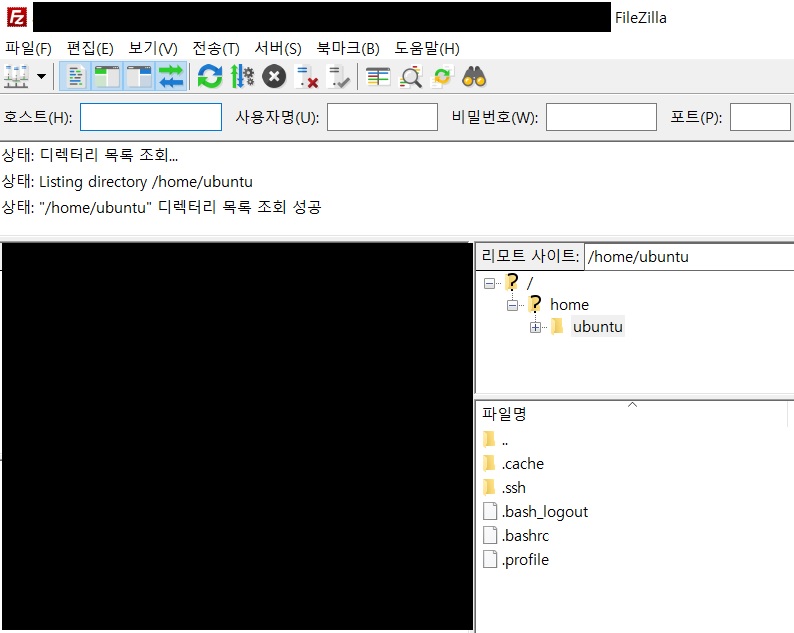 FileZilla
파일(F) 편집(E) 보기(V) 전송(T) 서버(S) 북마크(B) 도움말(H)
호스트(H): 사용자명(U): 비밀번호(W): 포트(P):
상태: 디렉터리 목록 조회...
상태: Listing directory /home/ubuntu
상태: "/home/ubuntu" 디렉터리 목록 조회 성공
리모트 사이트: /home/ubuntu
/
home
ubuntu
파일명
..
.cache
.ssh
.bash_logout
.bashrc
.profile